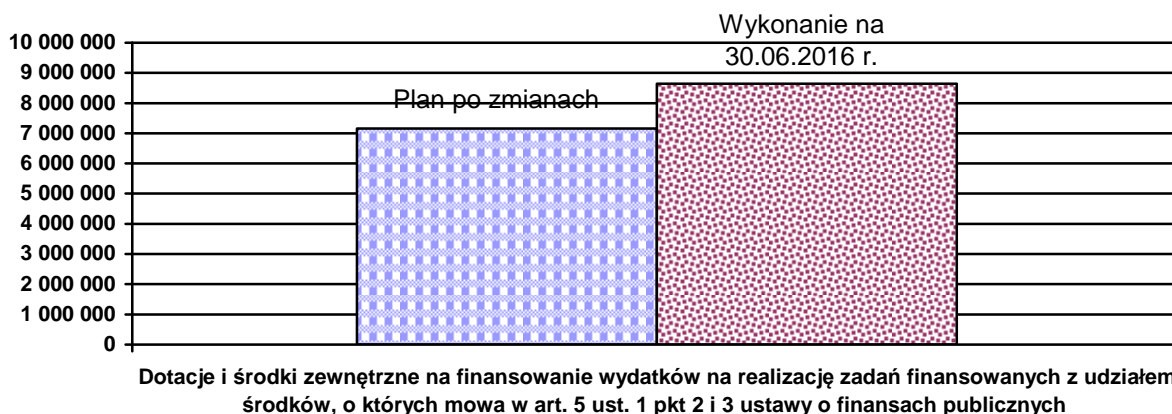 Wykonanie na
30.06.2016 r.
Plan po zmianach
10 000 000
9 000 000
8 000 000
7 000 000
6 000 000
5 000 000
4 000 000
3 000 000
2 000 000
1 000 000
0
Dotacje i środki zewnętrzne na finansowanie wydatków na realizację zadań finansowanych z udziałem
środków, o których mowa w art. 5 ust. 1 pkt 2 i 3 ustawy o finansach publicznych